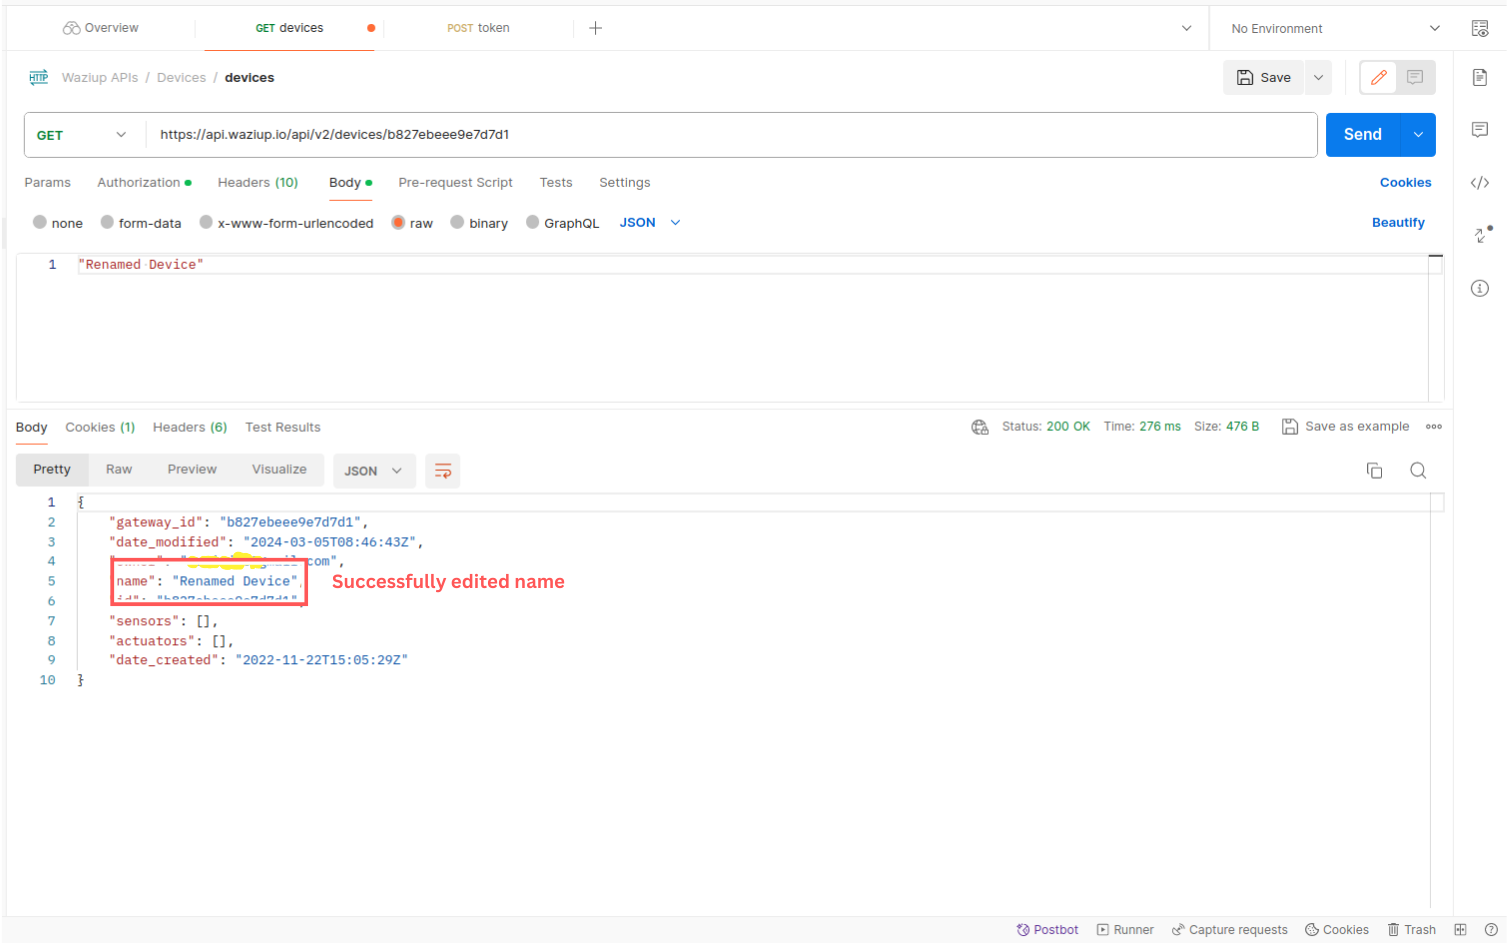 Overview GET devices POST token No Environment
HTTP Waziup APIs / Devices / devices Save
GET https://api.waziup.io/api/v2/devices/b827ebeee9e7d7d1 Send
Params Authorization Headers (10) Body Pre-request Script Tests Settings Cookies
none form-data x-www-form-urlencoded raw binary GraphQL JSON Beautify
1 "Renamed Device"
Body Cookies (1) Headers (6) Test Results Status: 200 OK Time: 276 ms Size: 476 B Save as example
Pretty Raw Preview Visualize JSON
1 {
2 "gateway_id": "b827ebeee9e7d7d1",
3 "date_modified": "2024-03-05T08:46:43Z",
4 com",
5 name": "Renamed Device", Successfully edited name
6 "id": "b827ebeee9e7d7d1",
7 "sensors": [],
8 "actuators": [],
9 "date_created": "2022-11-22T15:05:29Z"
10 }
Postbot Runner Capture requests Cookies Trash